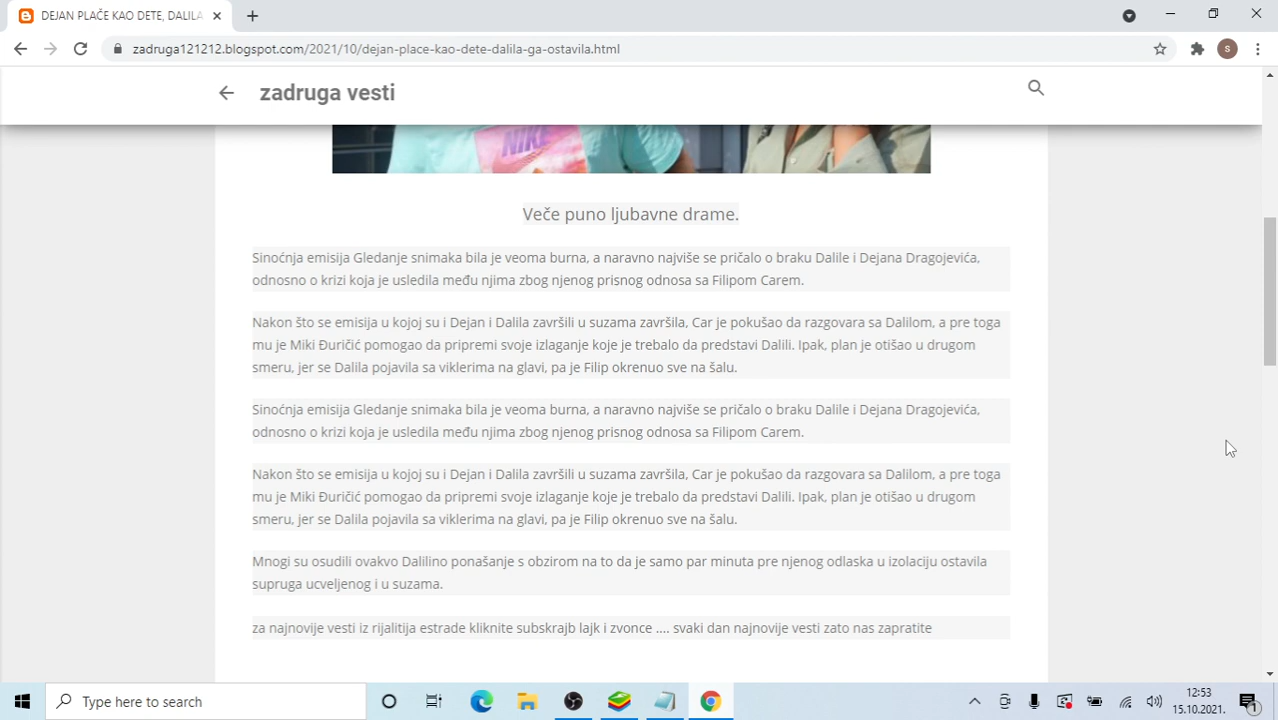 DEJAN PLAČE KAO DETE, DALILA
zadruga121212.blogspot.com/2021/10/dejan-place-kao-dete-dalila-ga-ostavila.html
S
zadruga vesti
NIKE
Veče puno ljubavne drame.
Sinoćnja emisija Gledanje snimaka bila je veoma burna, a naravno najviše se pričalo o braku Dalile i Dejana Dragojevića,
odnosno o krizi koja je usledila među njima zbog njenog prisnog odnosa sa Filipom Carem.
Nakon što se emisija u kojoj su i Dejan i Dalila završili u suzama završila, Car je pokušao da razgovara sa Dalilom, a pre toga
mu je Miki Đuričić pomogao da pripremi svoje izlaganje koje je trebalo da predstavi Dalili. Ipak, plan je otišao u drugom
smeru, jer se Dalila pojavila sa viklerima na glavi, pa je Filip okrenuo sve na šalu.
Sinoćnja emisija Gledanje snimaka bila je veoma burna, a naravno najviše se pričalo o braku Dalile i Dejana Dragojevića,
odnosno o krizi koja je usledila među njima zbog njenog prisnog odnosa sa Filipom Carem.
Nakon što se emisija u kojoj su i Dejan i Dalila završili u suzama završila, Car je pokušao da razgovara sa Dalilom, a pre toga
mu je Miki Đuričić pomogao da pripremi svoje izlaganje koje je trebalo da predstavi Dalili. Ipak, plan je otišao u drugom
smeru, jer se Dalila pojavila sa viklerima na glavi, pa je Filip okrenuo sve na šalu.
Mnogi su osudili ovakvo Dalilino ponašanje s obzirom na to da je samo par minuta pre njenog odlaska u izolaciju ostavila
supruga ucveljenog i u suzama.
za najnovije vesti iz rijalitija estrade kliknite subskrajb lajk i zvonce .... svaki dan najnovije vesti zato nas zapratite
Type here to search
12:53
15.10.2021.
1